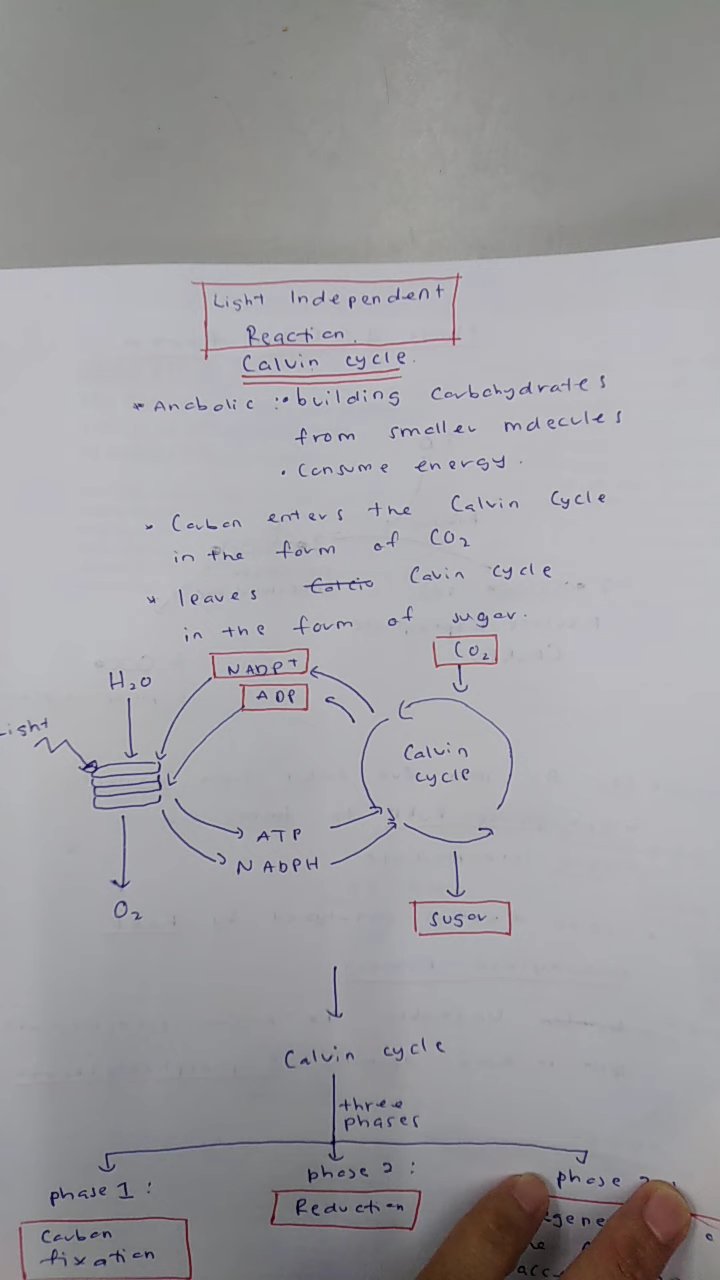 Light Independent
Reaction.
Calvin cycle.
* Anabolic : • building Carbohydrates
from smaller molecules
• Consume energy.
* Carbon enters the Calvin Cycle
in the form of CO₂
* leaves Calvin cycle
in the form of sugar.
NADP+
CO₂
H₂O
ADP
Light
Calvin
cycle
ATP
NADPH
O₂
sugar.
Calvin cycle
three
phases
phase 1 :
phase 2 :
phase
Carbon
fixation
Reduction